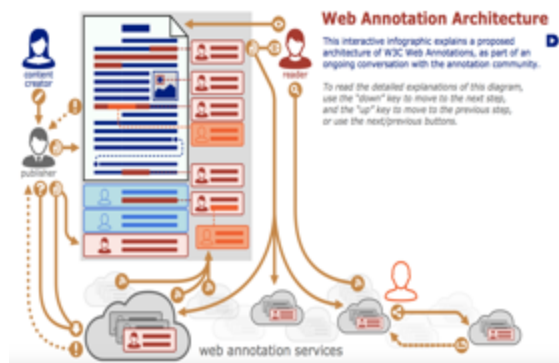 Web Annotation Architecture
This interactive infographic explains a proposed
architecture of W3C Web Annotations, as part of an
ongoing conversation with the annotation community.
To read the detailed explanations of this diagram,
use the "down" key to move to the next step,
and the "up" key to move to the previous step,
or use the next/previous buttons.
D
content
creator
reader
publisher
web annotation services